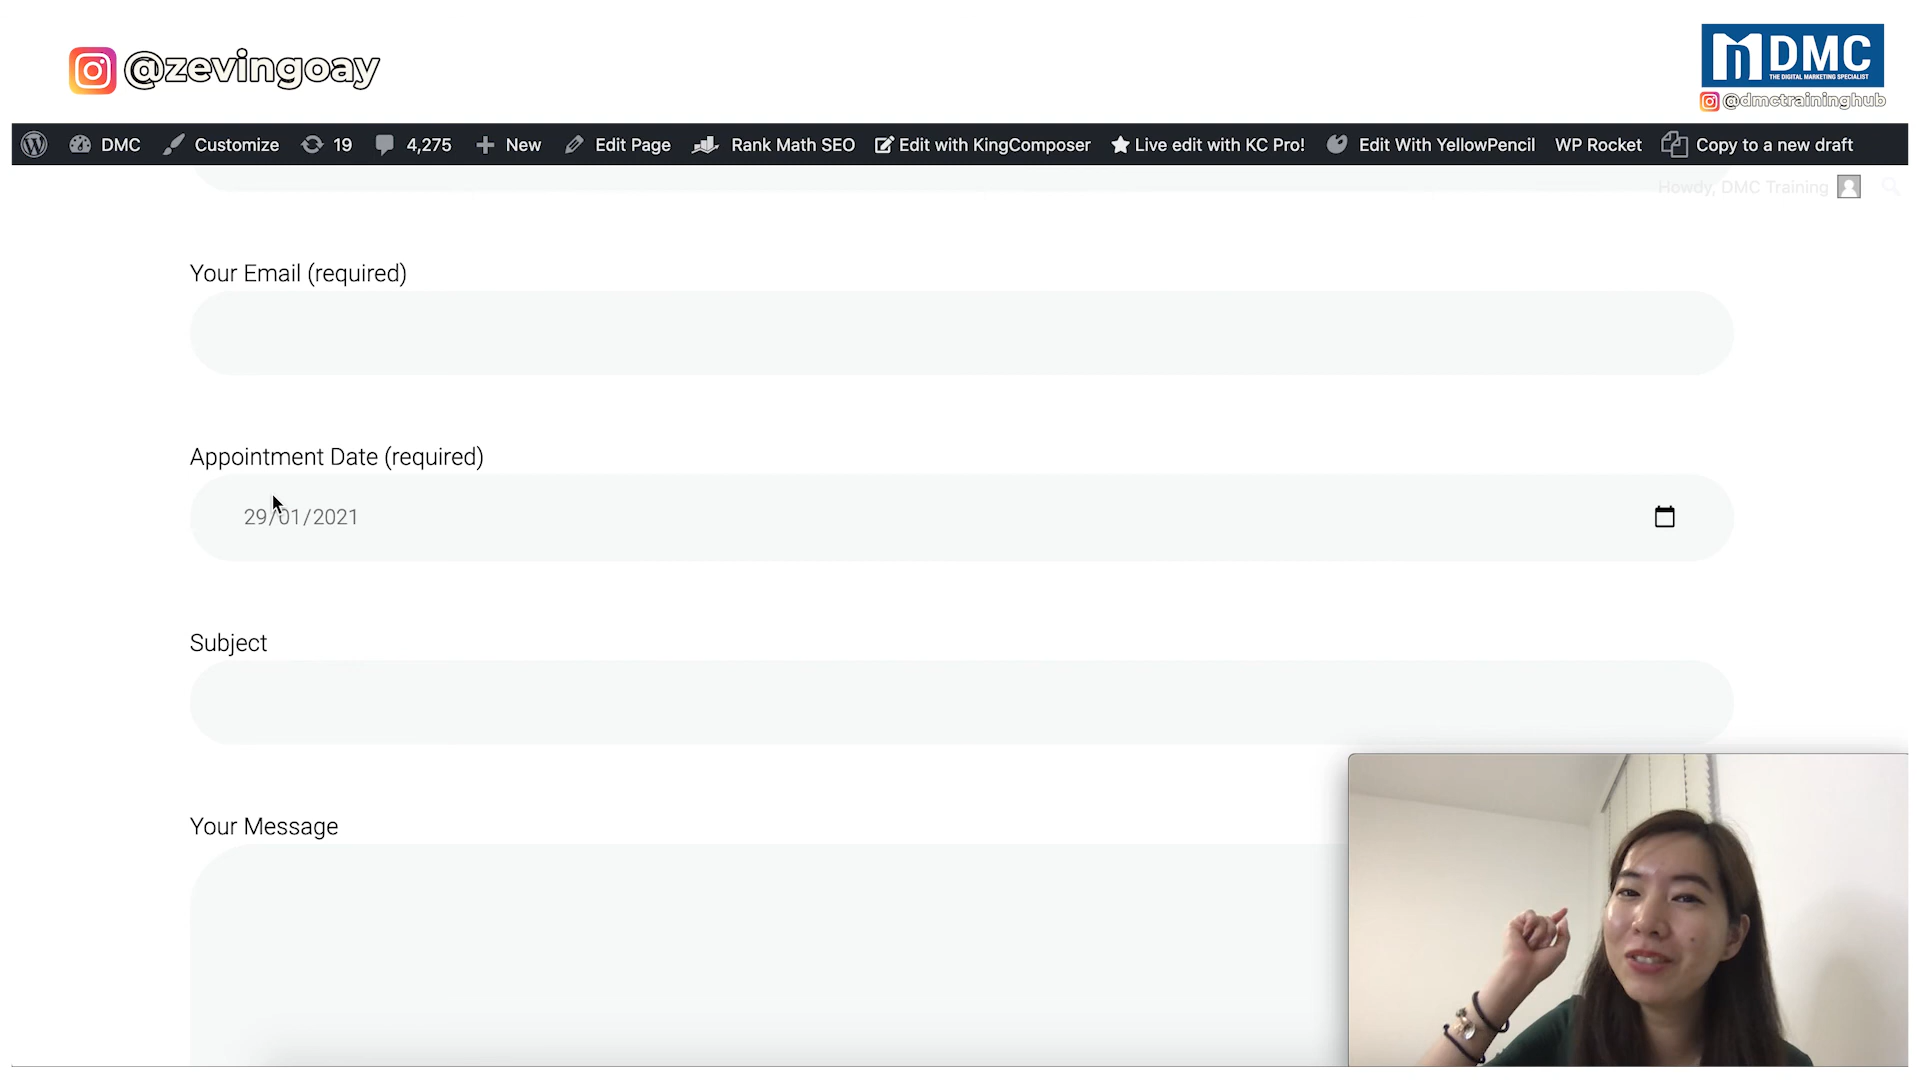 @zevingoay
DMC
THE DIGITAL MARKETING SPECIALIST
@dmctraininghub
DMC Customize 19 4,275 New Edit Page Rank Math SEO Edit with KingComposer Live edit with KC Pro! Edit With YellowPencil WP Rocket Copy to a new draft
Howdy, DMC Training
Your Email (required)
Appointment Date (required)
29/01/2021
Subject
Your Message